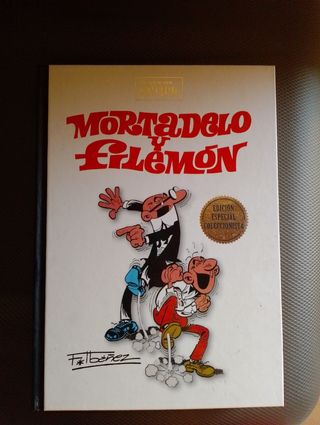 MORTADELO
Y
FILEMÓN
EDICIÓN
ESPECIAL
COLECCIONISTA
F. Ibáñez